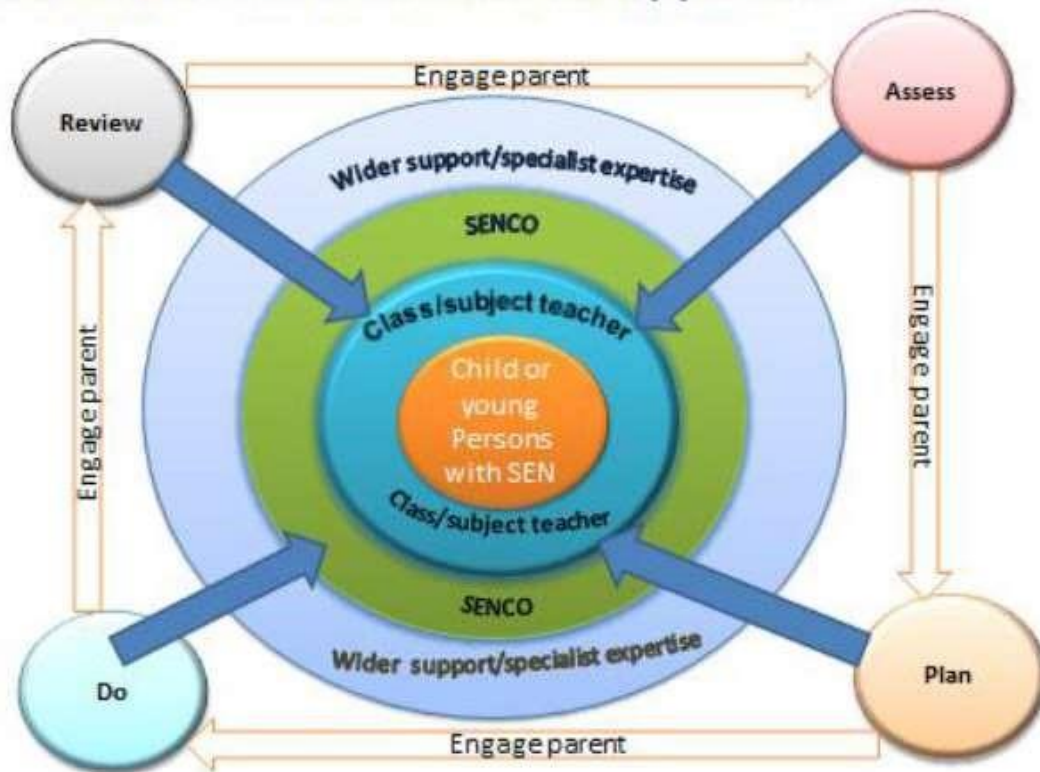 Engage parent
Review
Assess
Wider support/specialist expertise
SENCO
Class/subject teacher
Child or
young
Persons
with SEN
Class/subject teacher
SENCO
Wider support/specialist expertise
Engage parent
Engage parent
Do
Plan
Engage parent